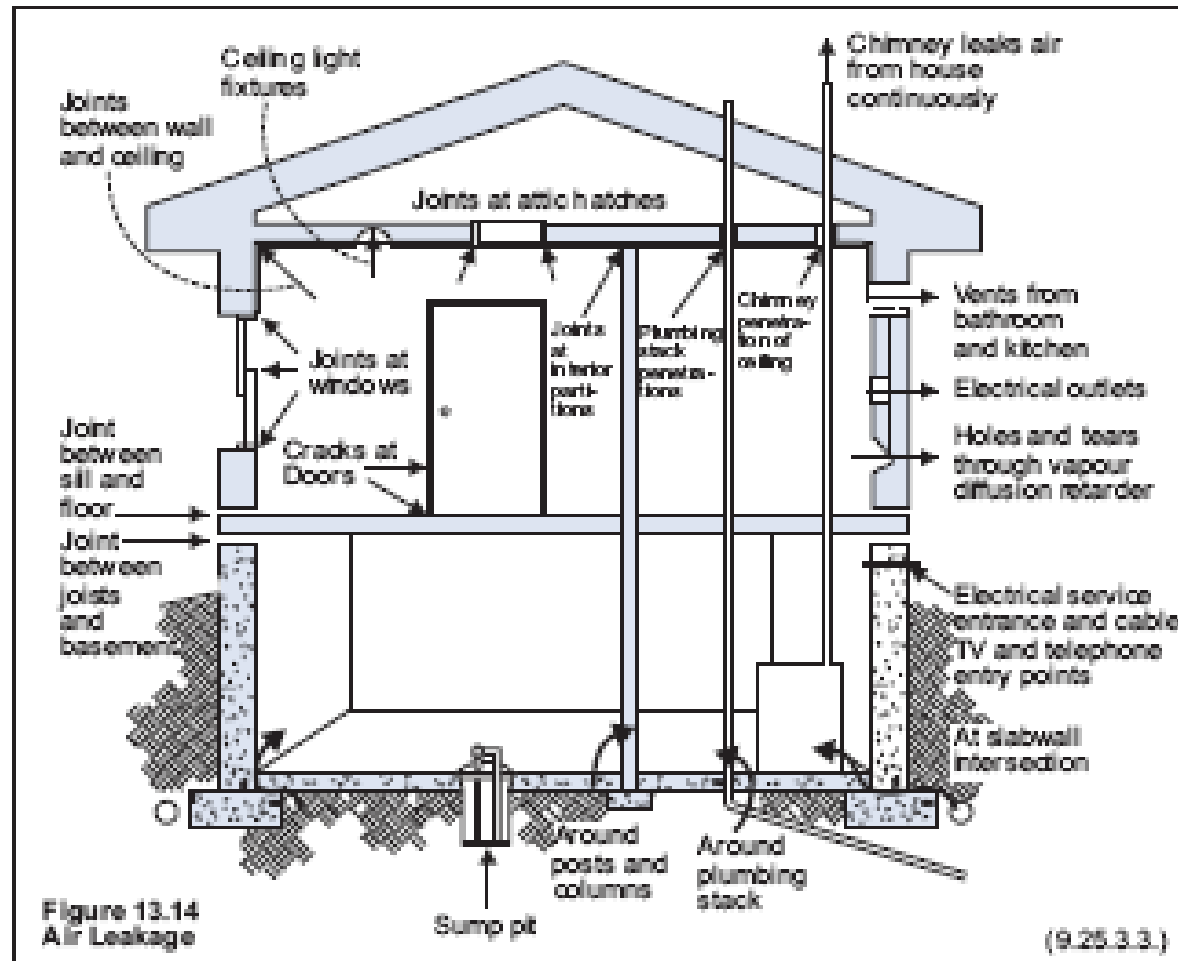 Ceiling light
fixtures
Chimney leaks air
from house
continuously
Joints
between wall
and ceiling
Joints at attic hatches
Joints at
windows
Joints
at
interior
parti-
tions
Plumbing
stack
penetra-
tions
Chimney
penetra-
tion of
ceiling
Vents from
bathroom
and kitchen
Electrical outlets
Holes and tears
through vapour
diffusion retarder
Cracks at
Doors
Joint
between
sill and
floor
Joint
between
joists
and
basement
Electrical service
entrance and cable
TV and telephone
entry points
At slabwall
intersection
Around
posts and
columns
Around
plumbing
stack
Sump pit
Figure 13.14
Air Leakage
(9.25.3.3.)